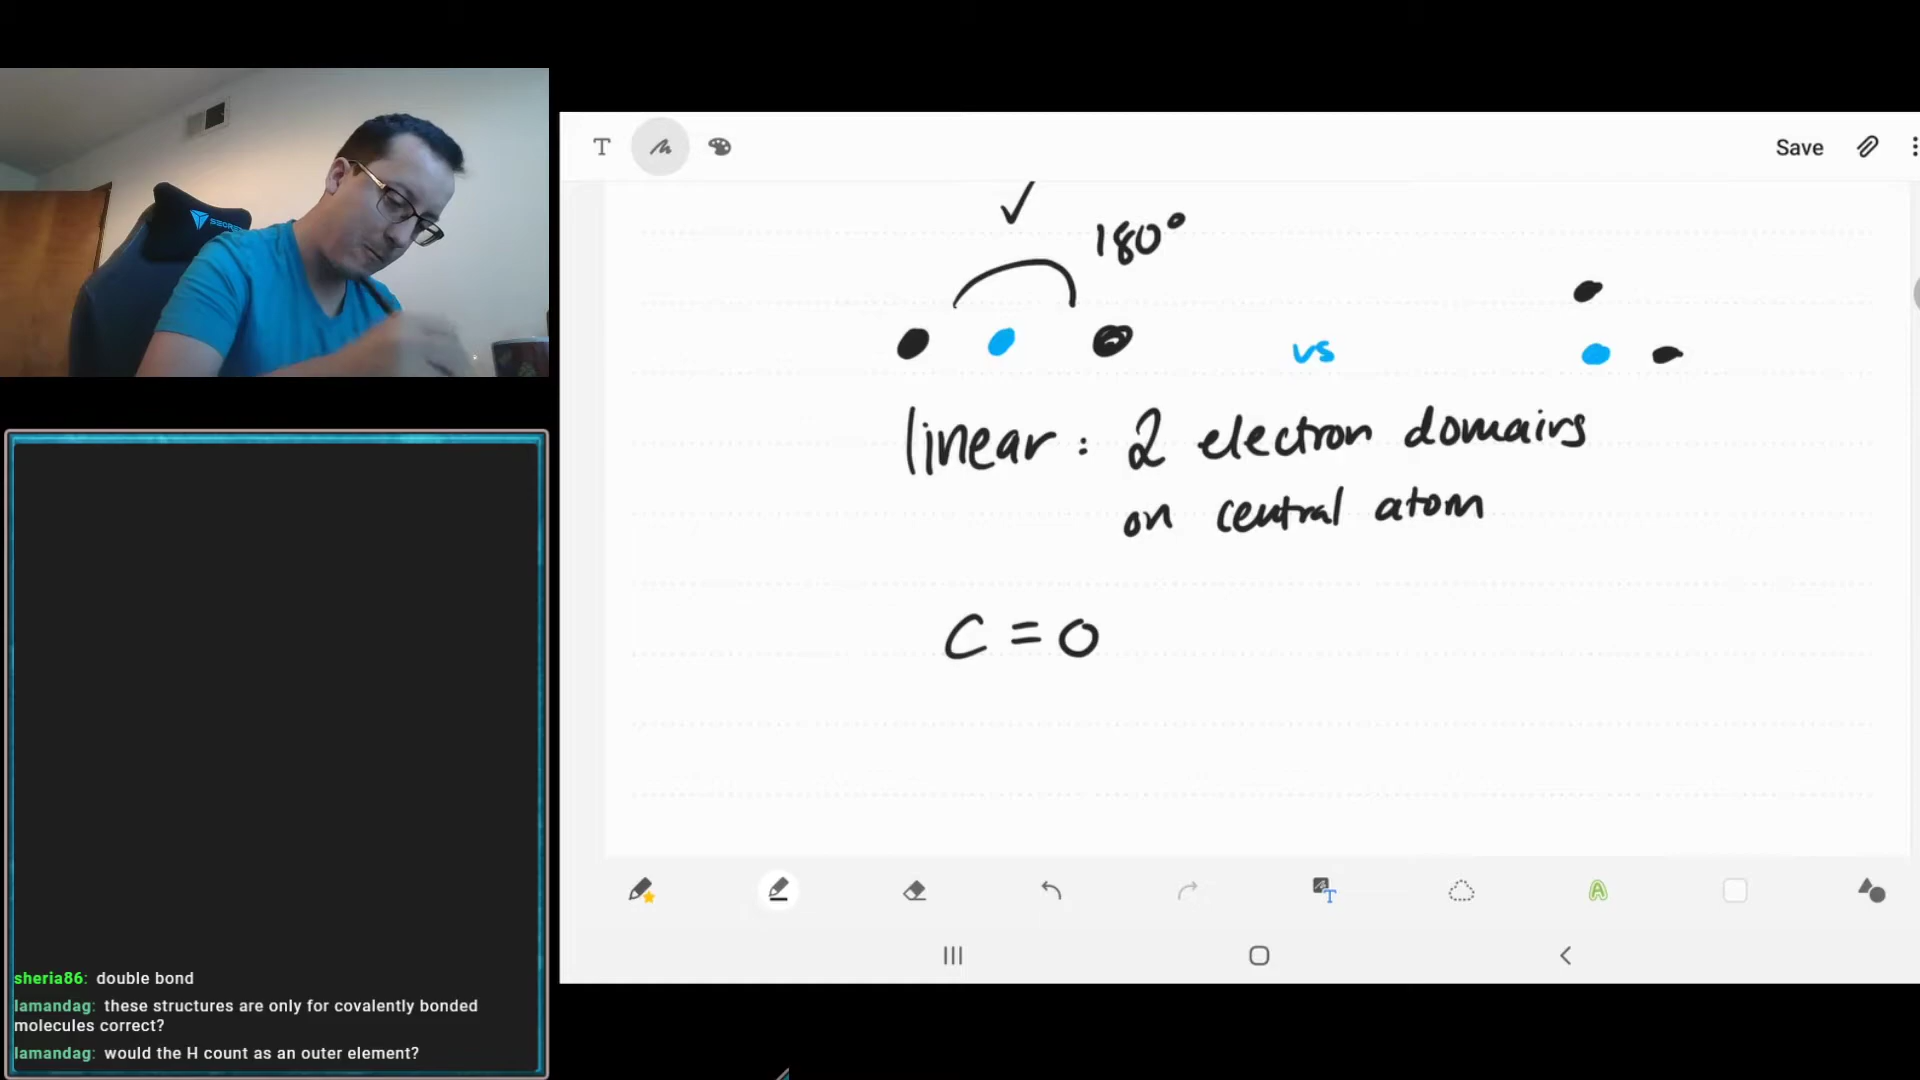 SECRE
T
Save
✓
180°
vs
linear: 2 electron domains
on central atom
C = O
T
A
sheria86: double bond
lamandag: these structures are only for covalently bonded
molecules correct?
lamandag: would the H count as an outer element?